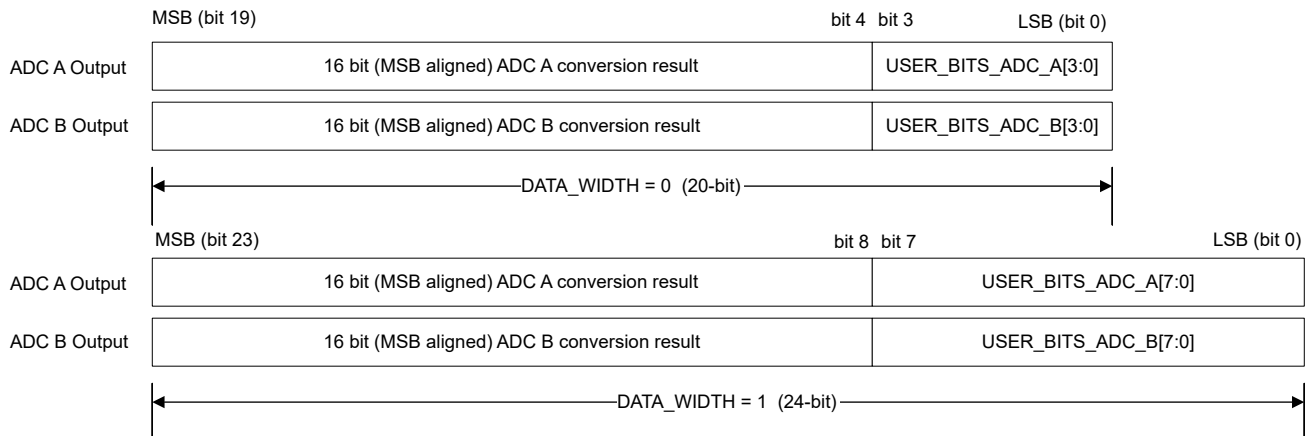 MSB (bit 19) bit 4 bit 3 LSB (bit 0)
ADC A Output 16 bit (MSB aligned) ADC A conversion result USER_BITS_ADC_A[3:0]
ADC B Output 16 bit (MSB aligned) ADC B conversion result USER_BITS_ADC_B[3:0]
DATA_WIDTH = 0 (20-bit)
MSB (bit 23) bit 8 bit 7 LSB (bit 0)
ADC A Output 16 bit (MSB aligned) ADC A conversion result USER_BITS_ADC_A[7:0]
ADC B Output 16 bit (MSB aligned) ADC B conversion result USER_BITS_ADC_B[7:0]
DATA_WIDTH = 1 (24-bit)